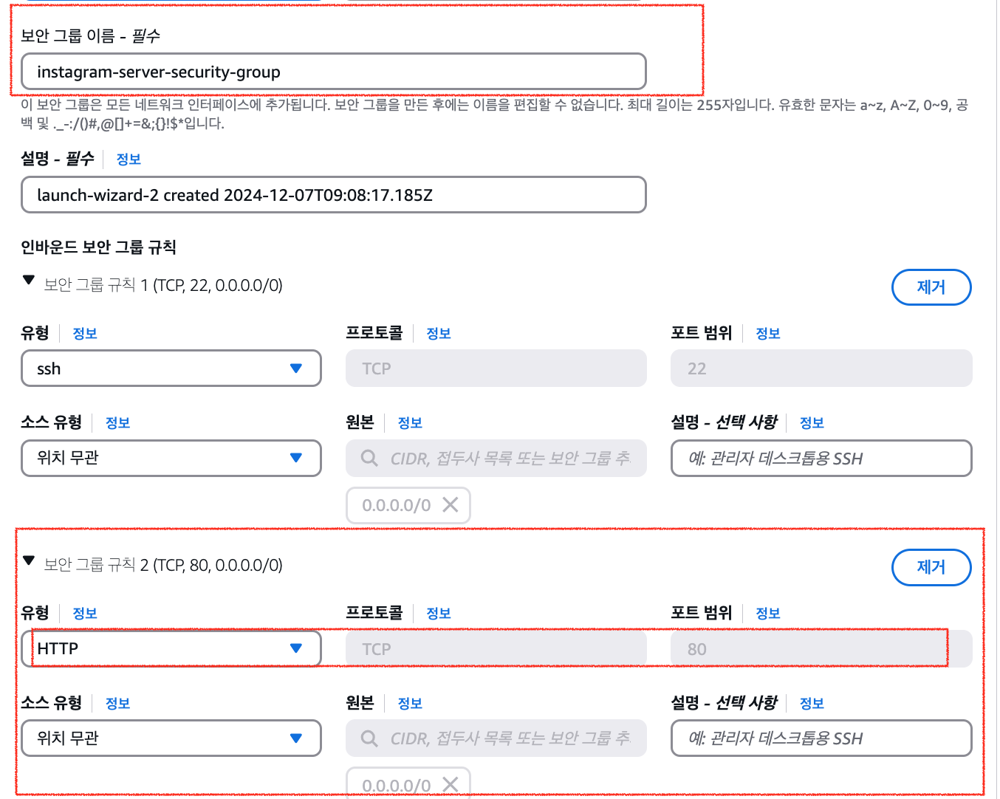 보안 그룹 이름 - 필수
instagram-server-security-group
이 보안 그룹은 모든 네트워크 인터페이스에 추가됩니다. 보안 그룹을 만든 후에는 이름을 편집할 수 없습니다. 최대 길이는 255자입니다. 유효한 문자는 a~z, A~Z, 0~9, 공
백 및 ._-:/()#,@[]+=&;{}!$*입니다.
설명 - 필수 정보
launch-wizard-2 created 2024-12-07T09:08:17.185Z
인바운드 보안 그룹 규칙
보안 그룹 규칙 1 (TCP, 22, 0.0.0.0/0) 제거
유형 정보 프로토콜 정보 포트 범위 정보
ssh TCP 22
소스 유형 정보 원본 정보 설명 - 선택 사항 정보
위치 무관 CIDR, 접두사 목록 또는 보안 그룹 추 예: 관리자 데스크톱용 SSH
0.0.0.0/0
보안 그룹 규칙 2 (TCP, 80, 0.0.0.0/0) 제거
유형 정보 프로토콜 정보 포트 범위 정보
HTTP TCP 80
소스 유형 정보 원본 정보 설명 - 선택 사항 정보
위치 무관 CIDR, 접두사 목록 또는 보안 그룹 추 예: 관리자 데스크톱용 SSH
0.0.0.0/0